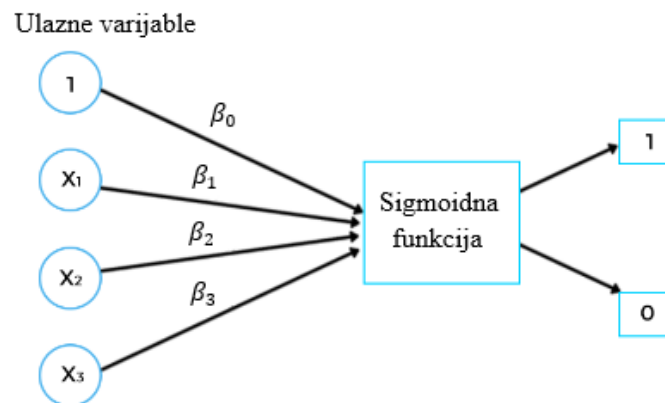 Ulazne varijable
1
β₀
X₁
β₁
1
Sigmoidna
funkcija
β₂
X₂
β₃
0
X₃